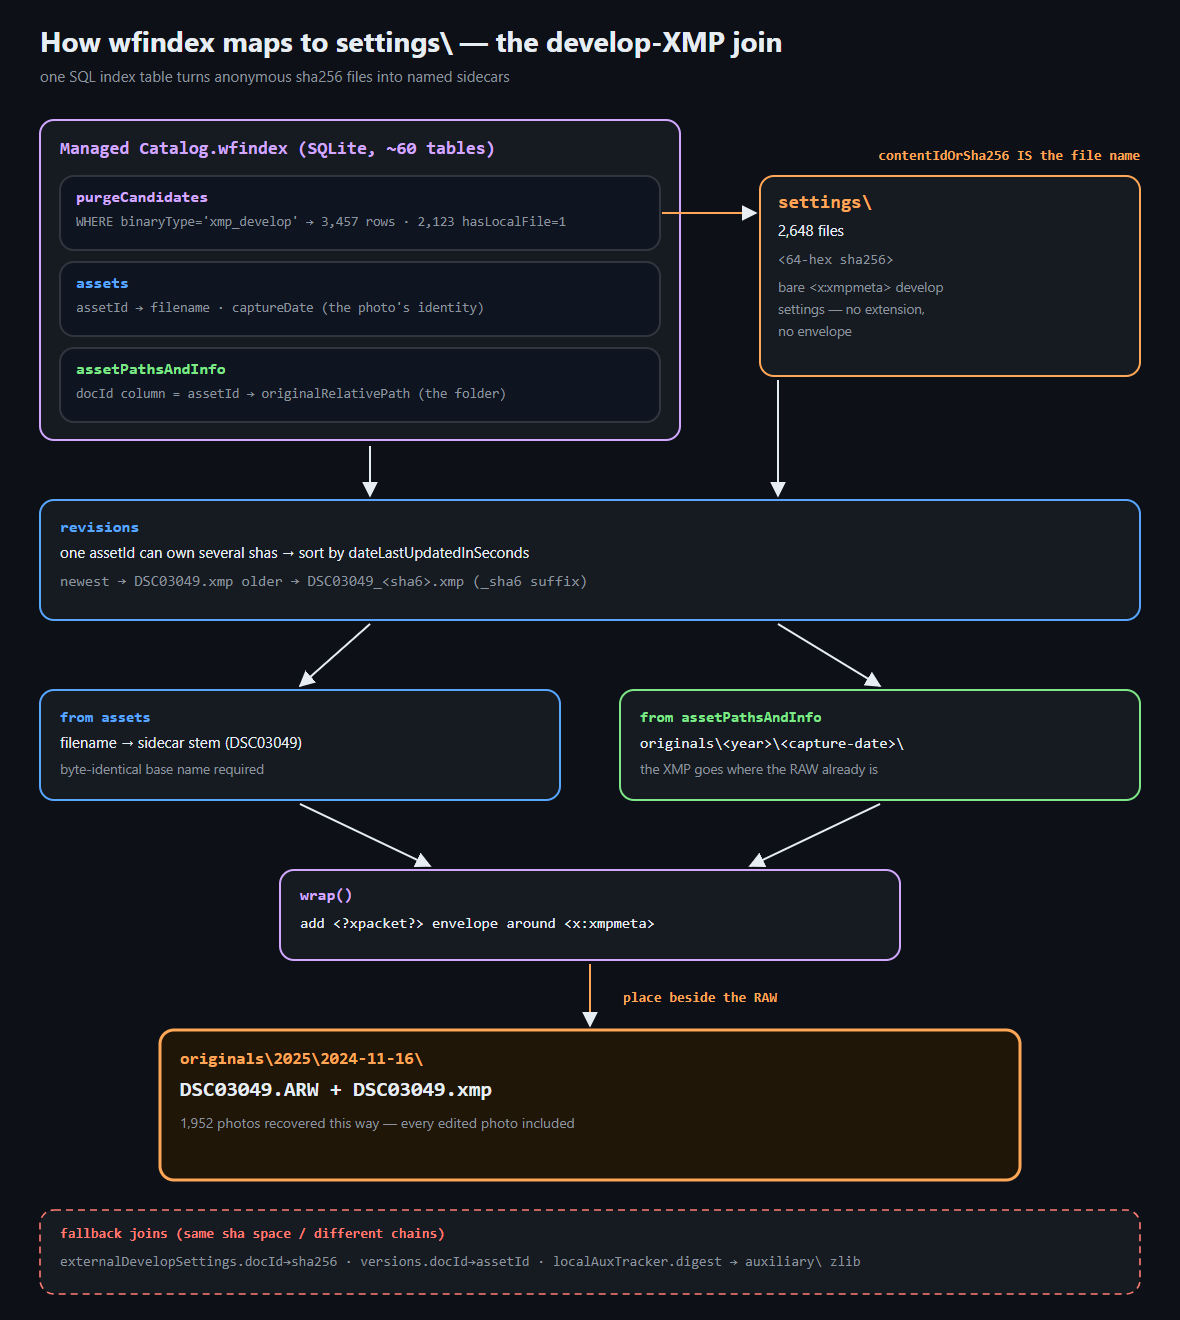 How wfindex maps to settings\ — the develop-XMP join
one SQL index table turns anonymous sha256 files into named sidecars
Managed Catalog.wfindex (SQLite, ~60 tables)
purgeCandidates
WHERE binaryType='xmp_develop' → 3,457 rows · 2,123 hasLocalFile=1
assets
assetId → filename · captureDate (the photo's identity)
assetPathsAndInfo
docId column = assetId → originalRelativePath (the folder)
contentIdOrSha256 IS the file name
settings\
2,648 files
<64-hex sha256>
bare <x:xmpmeta> develop
settings — no extension,
no envelope
revisions
one assetId can own several shas → sort by dateLastUpdatedInSeconds
newest → DSC03049.xmp older → DSC03049_<sha6>.xmp (_sha6 suffix)
from assets
filename → sidecar stem (DSC03049)
byte-identical base name required
from assetPathsAndInfo
originals\<year>\<capture-date>\
the XMP goes where the RAW already is
wrap()
add <?xpacket?> envelope around <x:xmpmeta>
place beside the RAW
originals\2025\2024-11-16\
DSC03049.ARW + DSC03049.xmp
1,952 photos recovered this way — every edited photo included
fallback joins (same sha space / different chains)
externalDevelopSettings.docId→sha256 · versions.docId→assetId · localAuxTracker.digest → auxiliary\ zlib